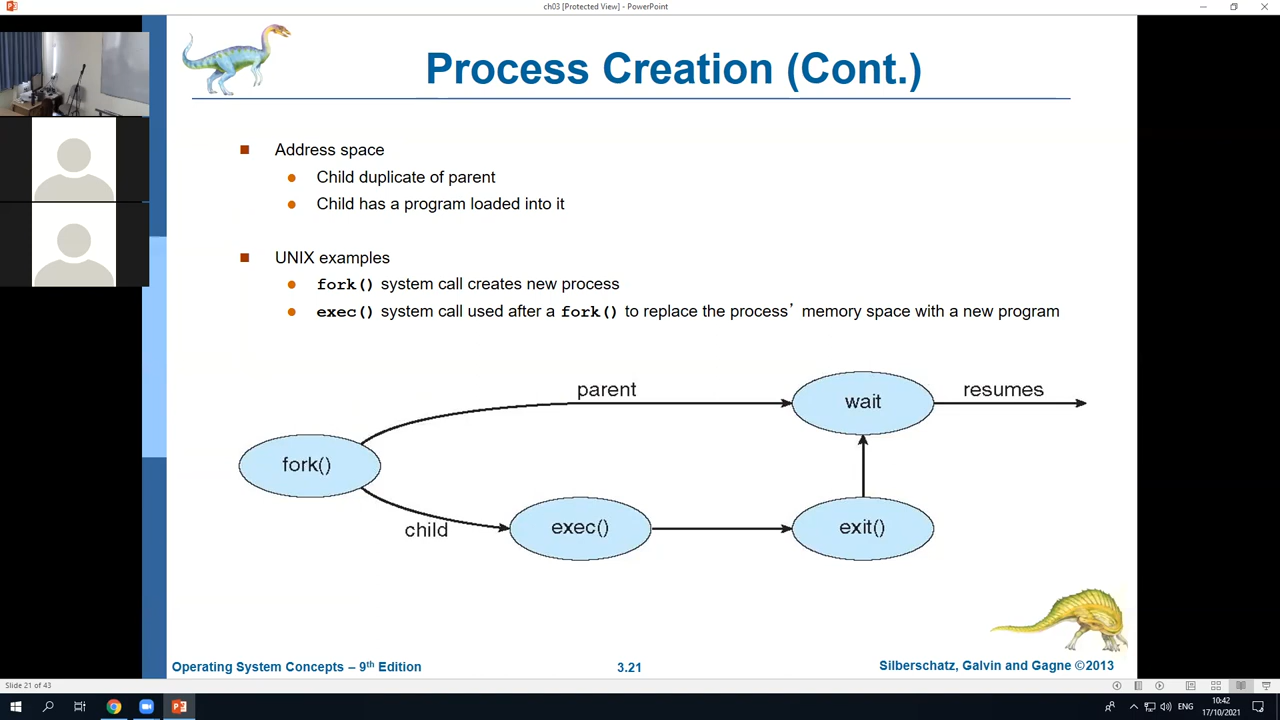 ch03 [Protected View] - PowerPoint
Process Creation (Cont.)
Address space
Child duplicate of parent
Child has a program loaded into it
UNIX examples
fork() system call creates new process
exec() system call used after a fork() to replace the process’ memory space with a new program
parent
wait
resumes
fork()
child
exec()
exit()
Operating System Concepts – 9th Edition
3.21
Silberschatz, Galvin and Gagne ©2013
Slide 21 of 43
ENG
10:42
17/10/2021